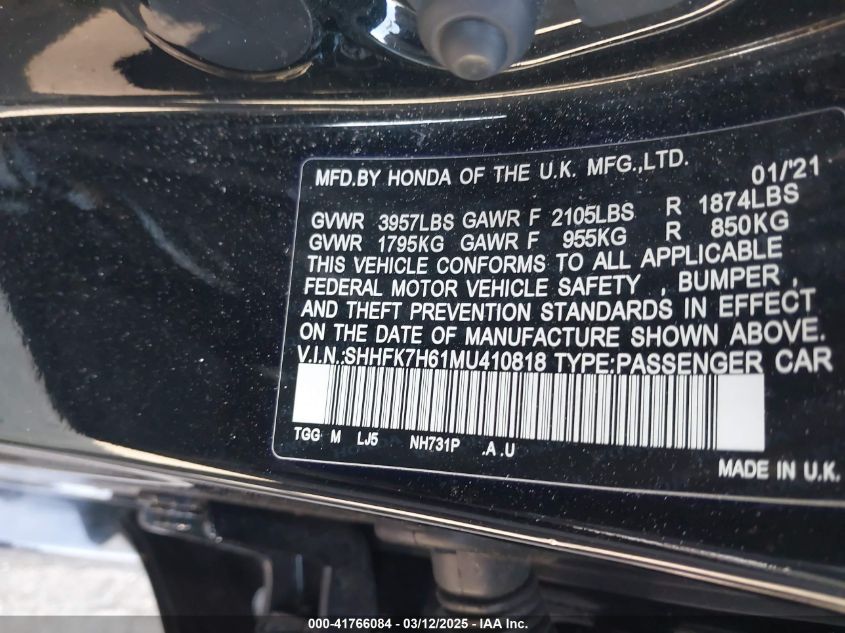 MFD.BY HONDA OF THE U.K. MFG.,LTD. 01/'21
GVWR 3957LBS GAWR F 2105LBS R 1874LBS
GVWR 1795KG GAWR F 955KG R 850KG
THIS VEHICLE CONFORMS TO ALL APPLICABLE
FEDERAL MOTOR VEHICLE SAFETY , BUMPER ,
AND THEFT PREVENTION STANDARDS IN EFFECT
ON THE DATE OF MANUFACTURE SHOWN ABOVE.
V.I.N.:SHHFK7H61MU410818 TYPE:PASSENGER CAR
TGG M LJ5 NH731P .A .U
MADE IN U.K.
000-41766084 - 03/12/2025 - IAA Inc.